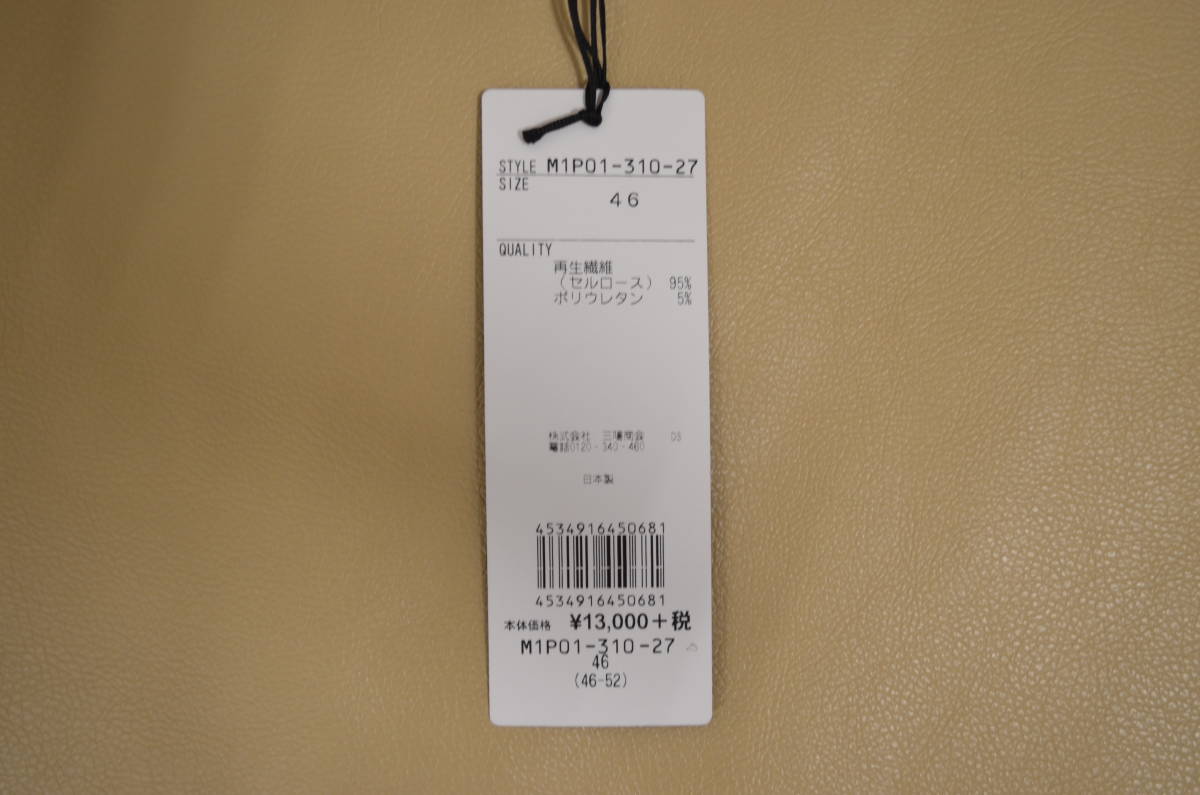 STYLE M1P01-310-27
SIZE
46
QUALITY
再生繊維
（セルロース） 95%
ポリウレタン 5%
株式会社 三陽商会 03
電話0120-340-460
日本製
4534916450681
4534916450681
本体価格 ¥13,000+税
M1P01-310-27
46
(46-52)